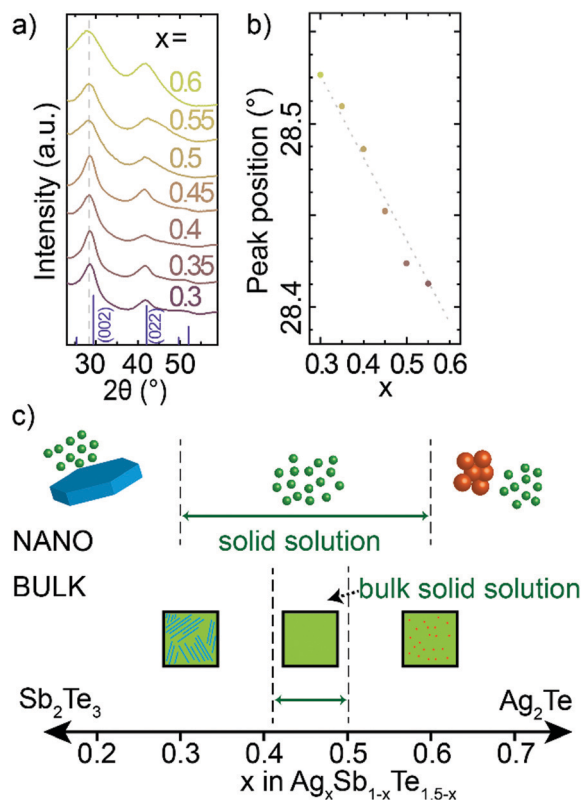 a)
x=
0.6
0.55
0.5
0.45
0.4
0.35
0.3
(002)
(022)
Intensity (a.u.)
30 40 50
2θ (°)
b)
Peak position (°)
28.5
28.4
0.3 0.4 0.5 0.6
x
c)
NANO
solid solution
BULK
bulk solid solution
Sb₂Te₃
Ag₂Te
0.2 0.3 0.4 0.5 0.6 0.7
x in AgₓSb₁₋ₓTe₁.₅₋ₓ